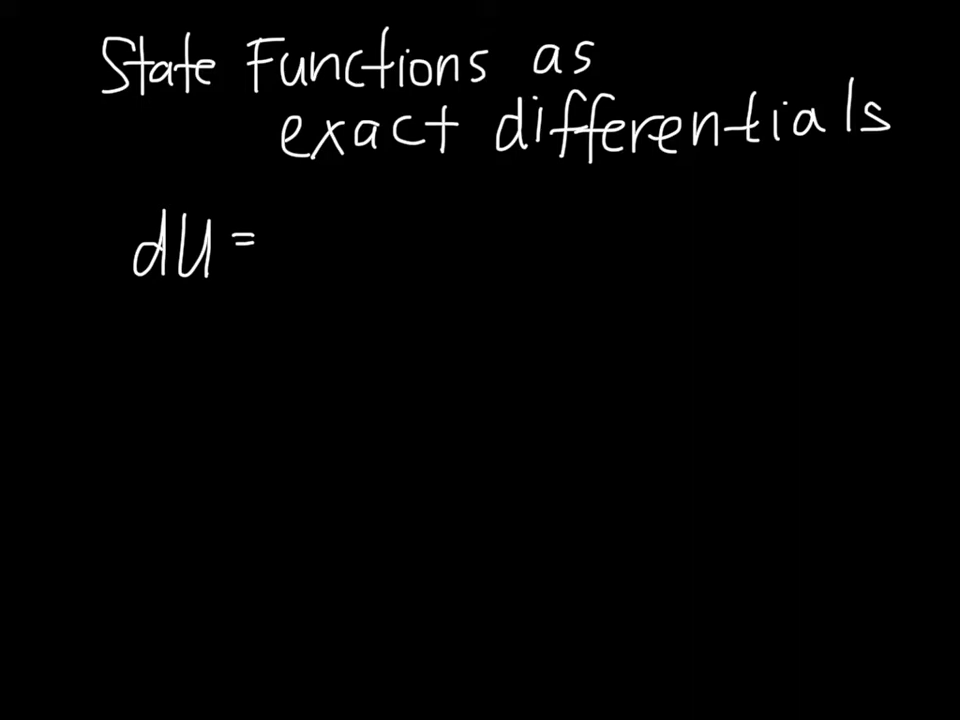 State Functions as
exact differentials
dU =